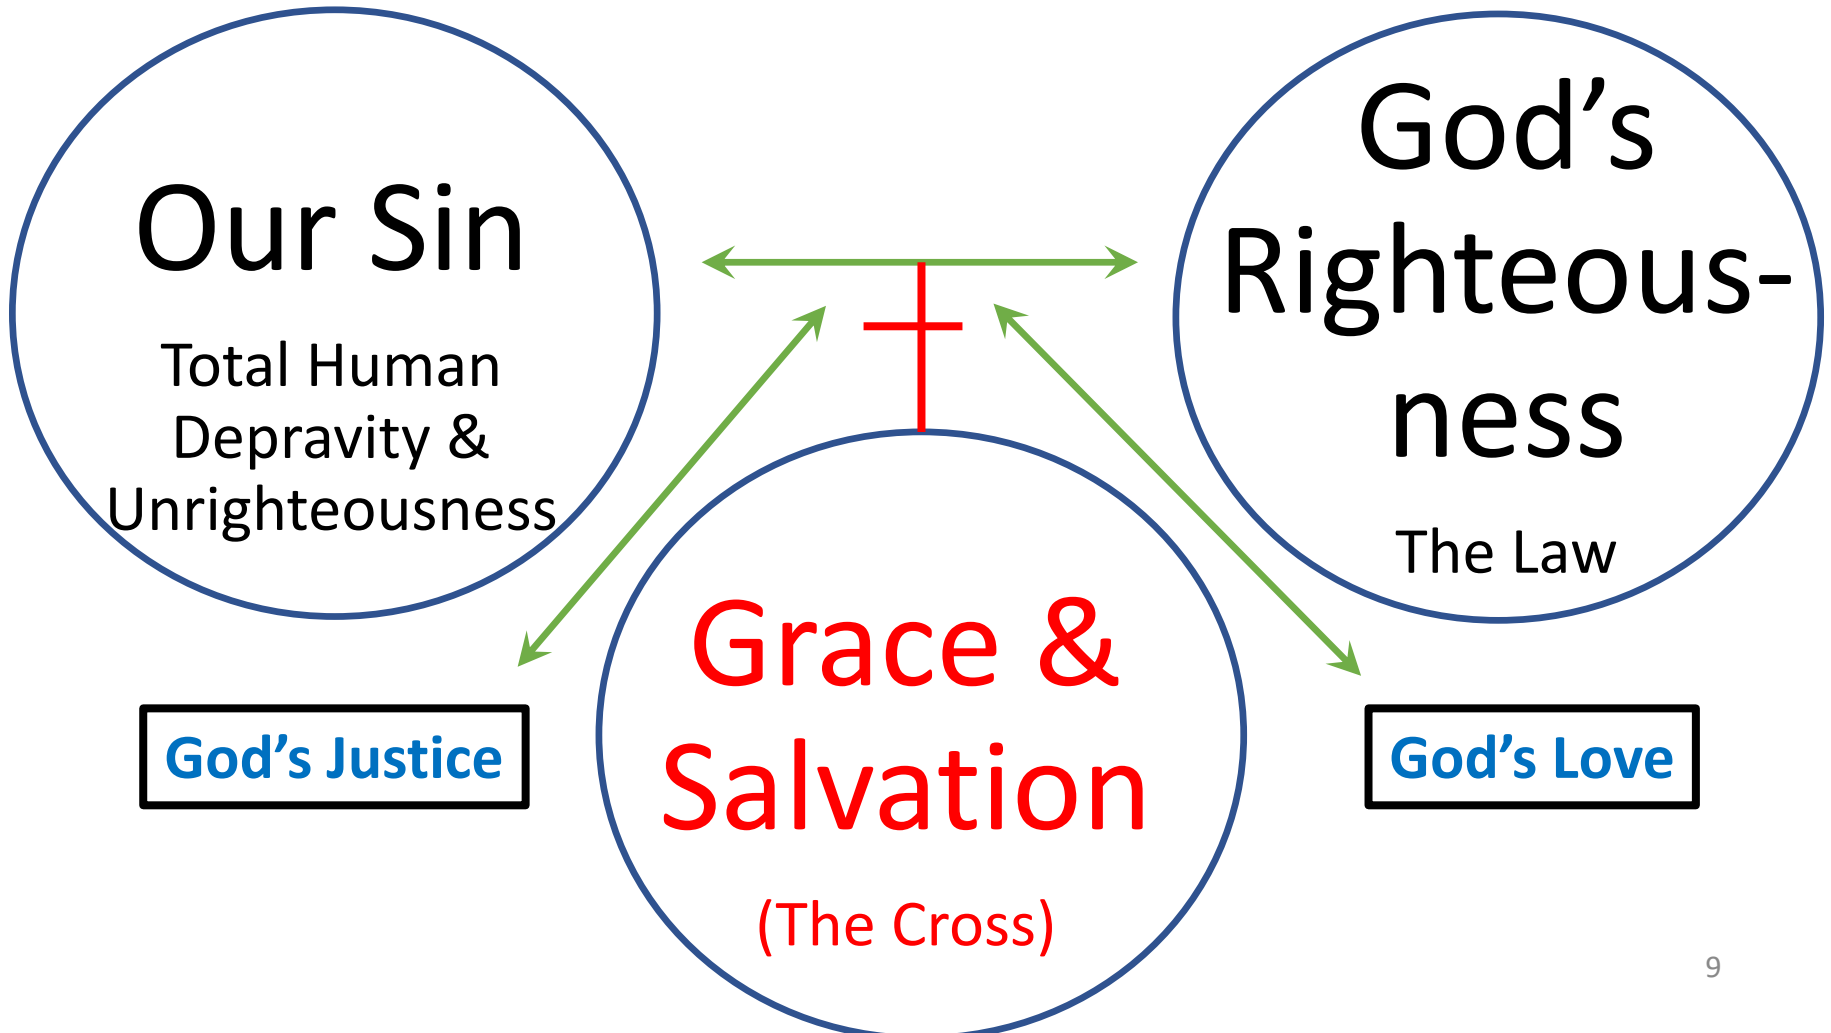 Our Sin
Total Human
Depravity &
Unrighteousness
God’s
Righteous-
ness
The Law
Grace &
Salvation
(The Cross)
God’s Justice
God’s Love
9